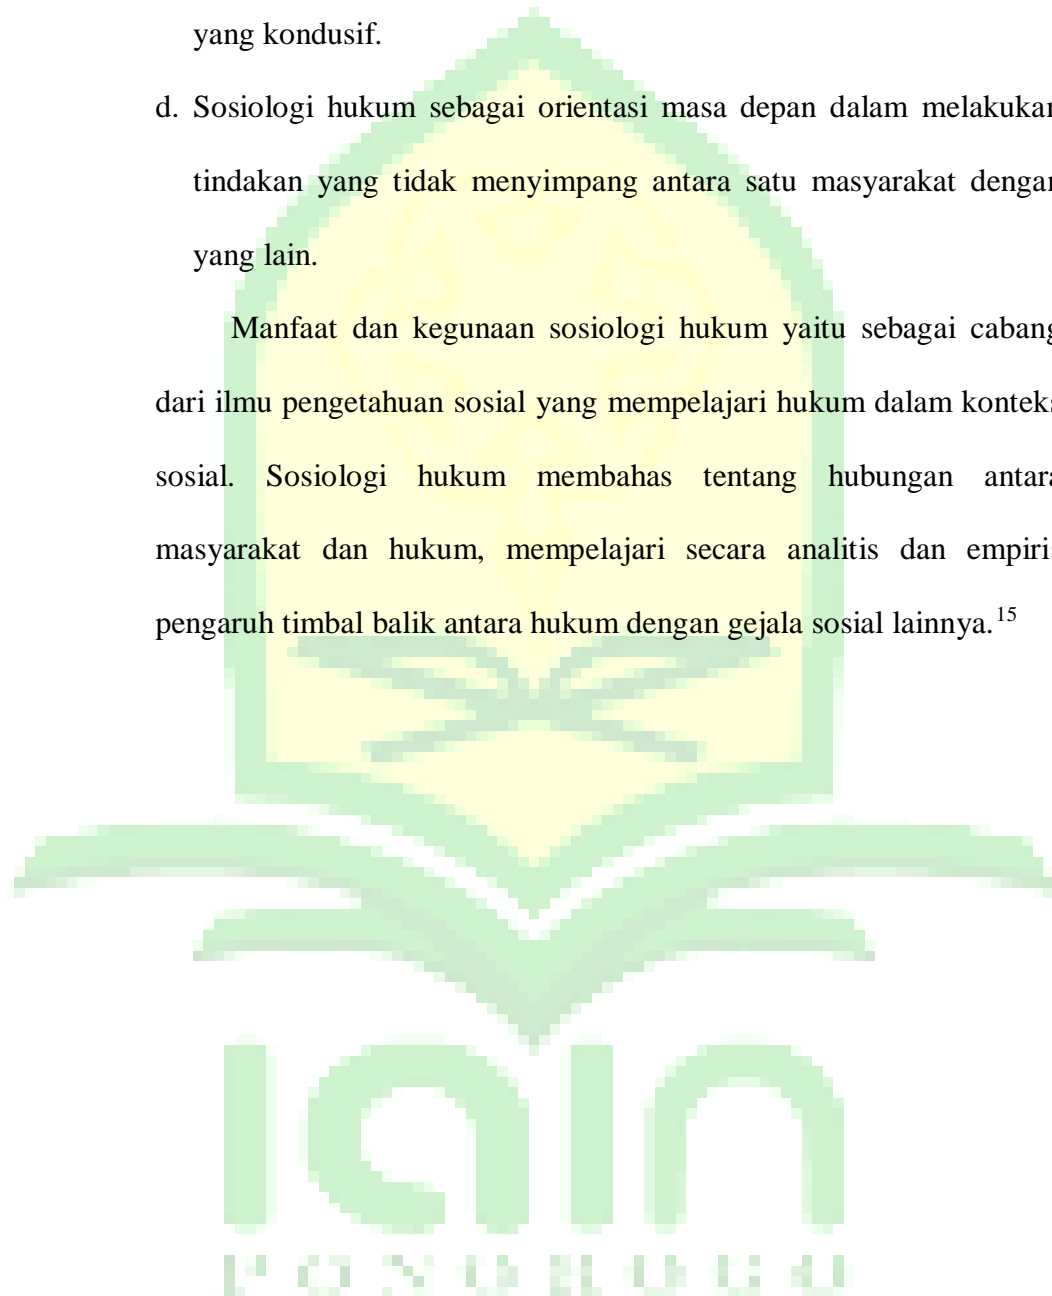 yang kondusif.
d. Sosiologi hukum sebagai orientasi masa depan dalam melakukan
tindakan yang tidak menyimpang antara satu masyarakat dengan
yang lain.
Manfaat dan kegunaan sosiologi hukum yaitu sebagai cabang
dari ilmu pengetahuan sosial yang mempelajari hukum dalam konteks
sosial. Sosiologi hukum membahas tentang hubungan antara
masyarakat dan hukum, mempelajari secara analitis dan empiris
pengaruh timbal balik antara hukum dengan gejala sosial lainnya.15
iain
PONOROGO